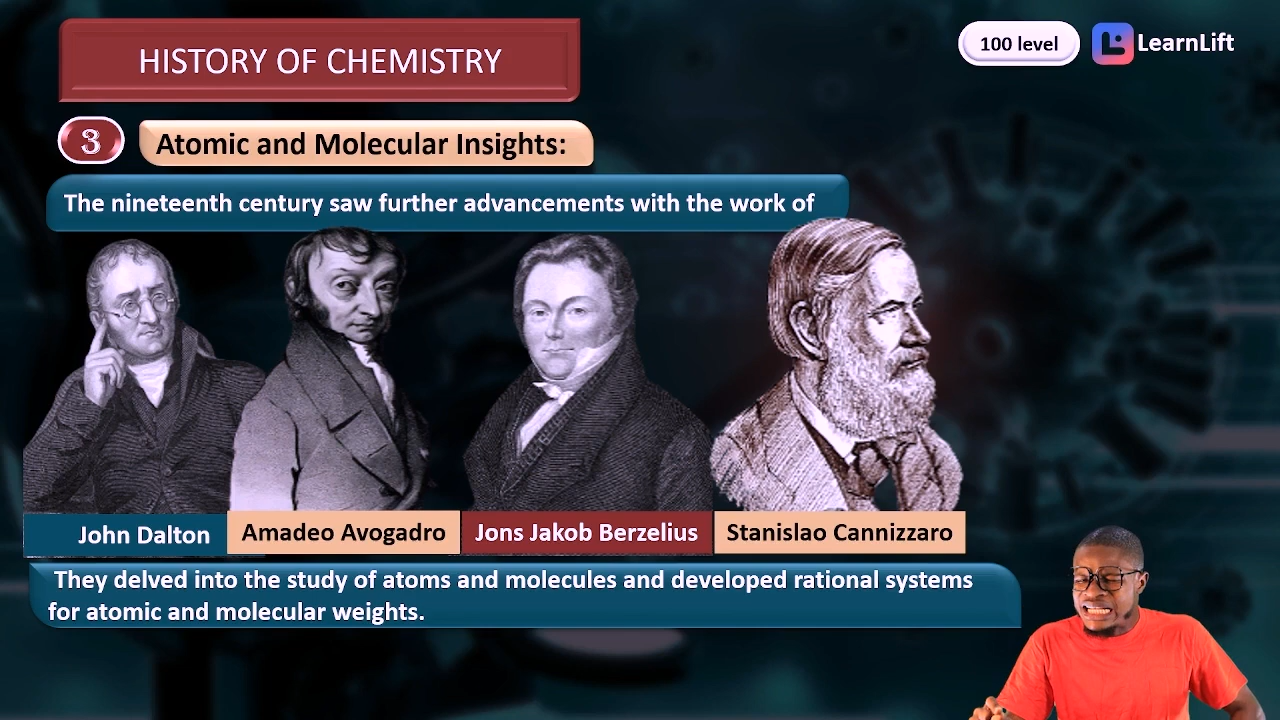 HISTORY OF CHEMISTRY
100 level
LearnLift
3
Atomic and Molecular Insights:
The nineteenth century saw further advancements with the work of
John Dalton
Amadeo Avogadro
Jons Jakob Berzelius
Stanislao Cannizzaro
They delved into the study of atoms and molecules and developed rational systems
for atomic and molecular weights.